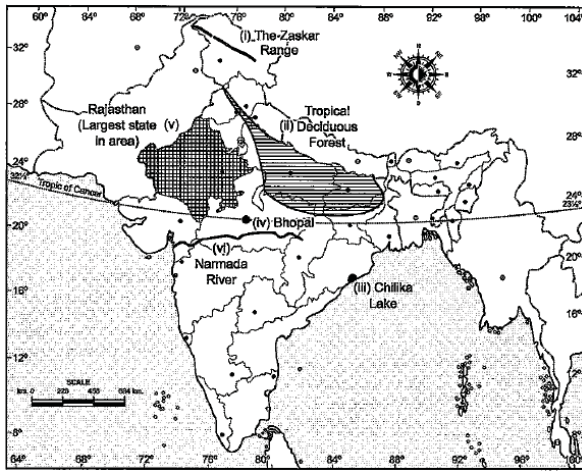 60° 64° 68° 72° 76° 80° 84° 88° 92° 96° 100° 104°
(i) The-Zaskar
Range
32°
32°
Rajasthan
(Largest state (v)
in area)
Tropical
(ii) Deciduous
Forest
28°
28°
24°
23½°
Tropic of Cancer
23½°
(iv) Bhopal
20°
20°
(vi)
Narmada
River
(iii) Chilika
Lake
16°
16°
12°
12°
SCALE
8°
8°
64° 68° 72° 76° 80° 84° 88° 92° 96°